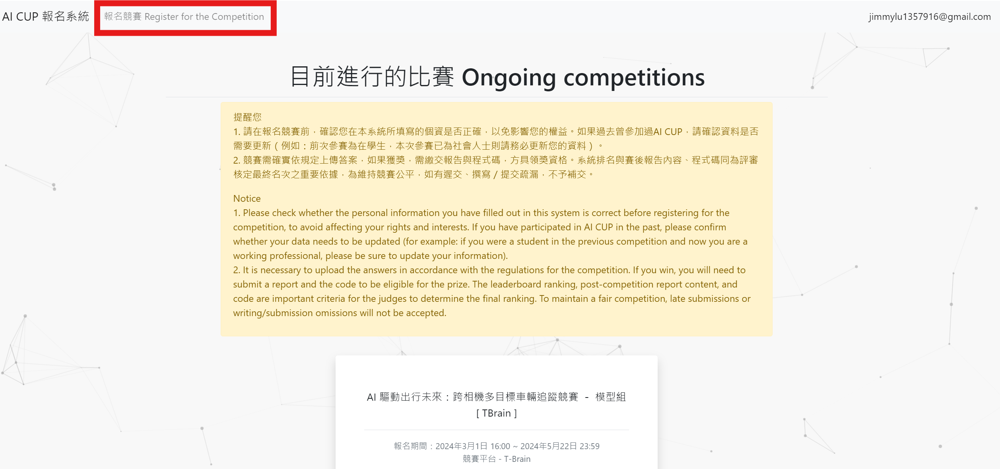 AI CUP 報名系統
報名競賽 Register for the Competition
jimmylu1357916@gmail.com
目前進行的比賽 Ongoing competitions
提醒您
1. 請在報名競賽前，確認您在本系統所填寫的個資是否正確，以免影響您的權益。如果過去曾參加過AI CUP，請確認資料是否
需要更新（例如：前次參賽為在學生，本次參賽已為社會人士則請務必更新您的資料）。
2. 競賽需確實依規定上傳答案，如果獲獎，需繳交報告與程式碼，方具領獎資格。系統排名與賽後報告內容、程式碼同為評審
核定最終名次之重要依據，為維持競賽公平，如有遲交、撰寫 / 提交疏漏，不予補交。
Notice
1. Please check whether the personal information you have filled out in this system is correct before registering for the
competition, to avoid affecting your rights and interests. If you have participated in AI CUP in the past, please confirm
whether your data needs to be updated (for example: if you were a student in the previous competition and now you are a
working professional, please be sure to update your information).
2. It is necessary to upload the answers in accordance with the regulations for the competition. If you win, you will need to
submit a report and the code to be eligible for the prize. The leaderboard ranking, post-competition report content, and
code are important criteria for the judges to determine the final ranking. To maintain a fair competition, late submissions or
writing/submission omissions will not be accepted.
AI 驅動出行未來：跨相機多目標車輛追蹤競賽 － 模型組
[ TBrain ]
報名期間：2024年3月1日 16:00 ~ 2024年5月22日 23:59
競賽平台 - T-Brain